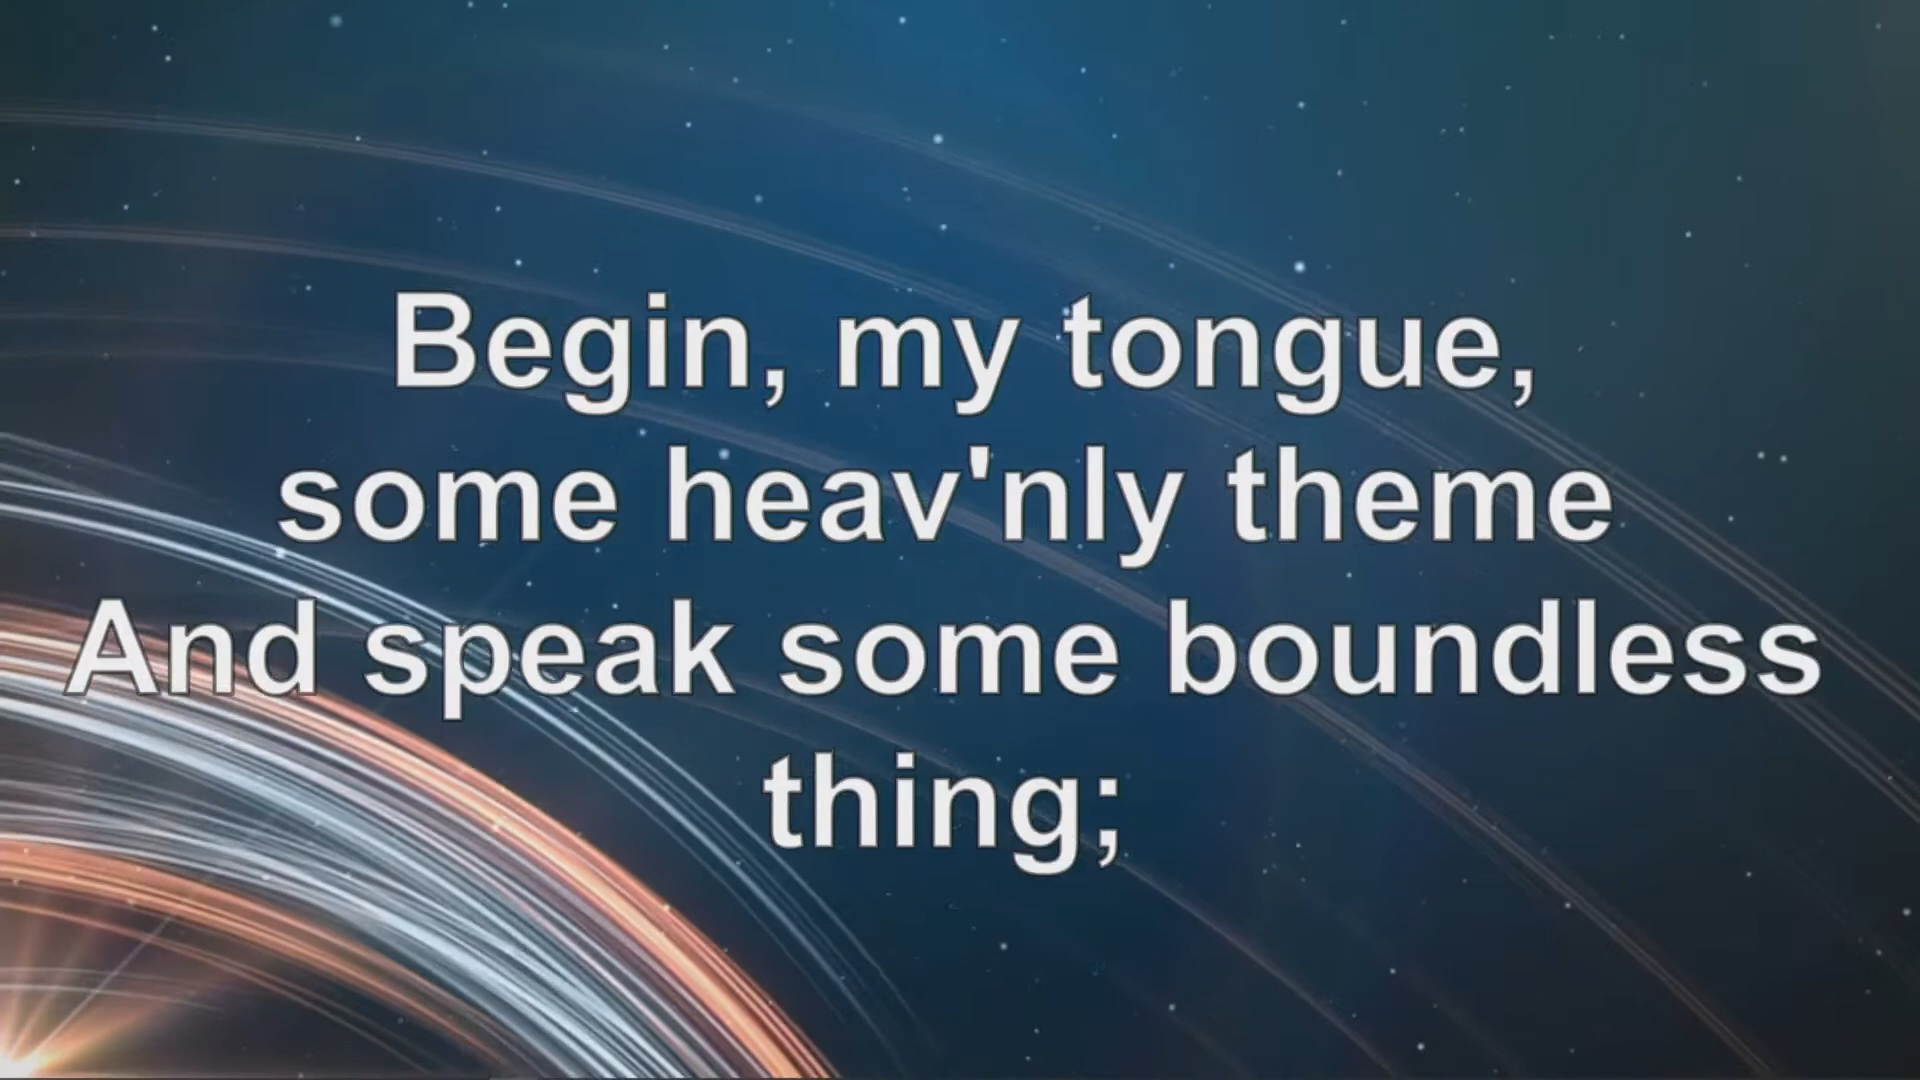 Begin, my tongue,
some heav'nly theme
And speak some boundless
thing;